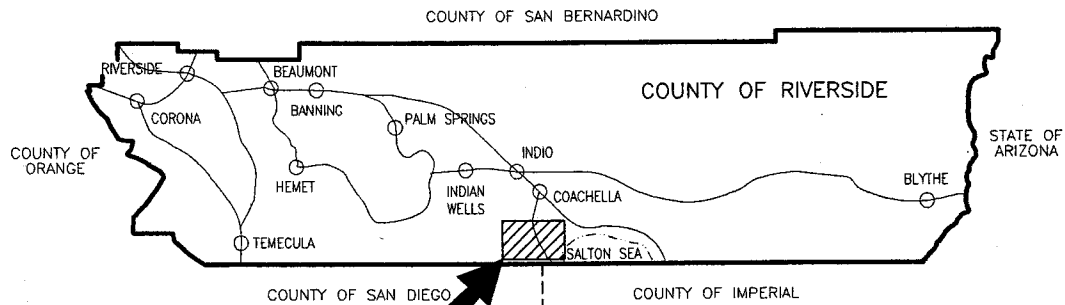 COUNTY OF SAN BERNARDINO
RIVERSIDE
BEAUMONT
COUNTY OF RIVERSIDE
BANNING
CORONA
PALM SPRINGS
STATE OF
ARIZONA
COUNTY OF
ORANGE
INDIO
HEMET
INDIAN
WELLS
COACHELLA
BLYTHE
TEMECULA
SALTON SEA
COUNTY OF SAN DIEGO
COUNTY OF IMPERIAL